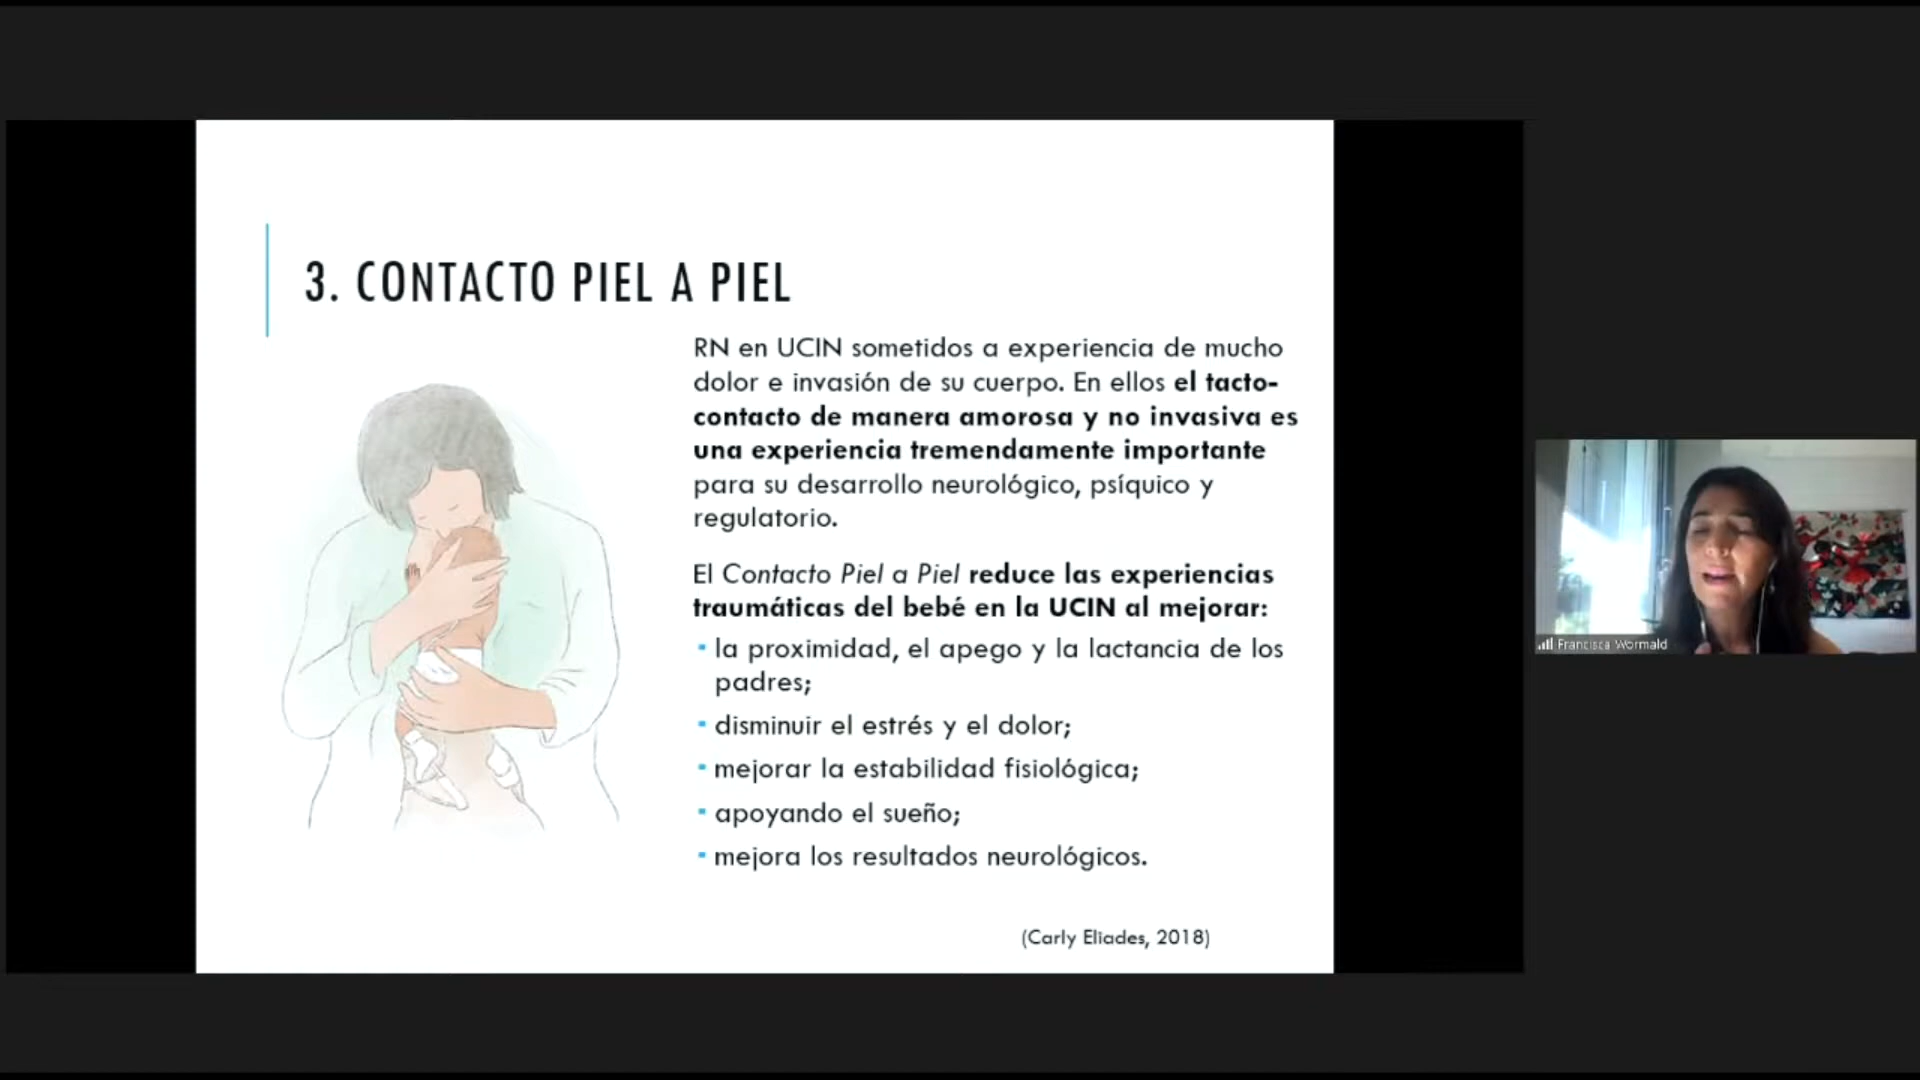 3. CONTACTO PIEL A PIEL
RN en UCIN sometidos a experiencia de mucho
dolor e invasión de su cuerpo. En ellos el tacto-
contacto de manera amorosa y no invasiva es
una experiencia tremendamente importante
para su desarrollo neurológico, psíquico y
regulatorio.
El Contacto Piel a Piel reduce las experiencias
traumáticas del bebé en la UCIN al mejorar:
la proximidad, el apego y la lactancia de los
padres;
disminuir el estrés y el dolor;
mejorar la estabilidad fisiológica;
apoyando el sueño;
mejora los resultados neurológicos.
(Carly Eliades, 2018)
Francisca Wormald